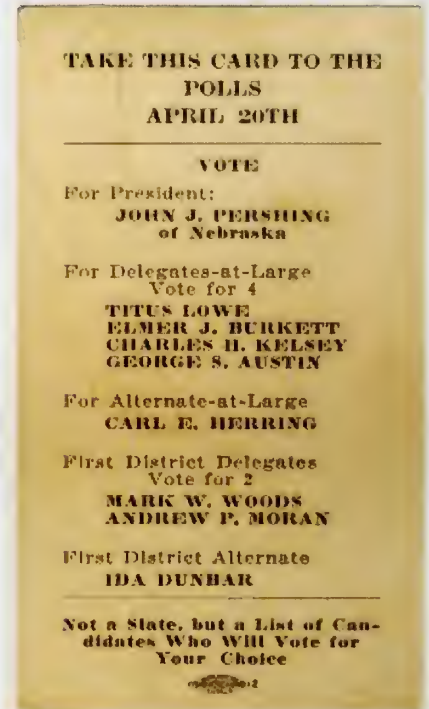 TAKE THIS CARD TO THE
POLLS
APRIL 20TH
VOTE
For President:
JOHN J. PERSHING
of Nebraska
For Delegates-at-Large
Vote for 4
TITUS LOWE
ELMER J. BURKETT
CHARLES H. KELSEY
GEORGE S. AUSTIN
For Alternate-at-Large
CARL E. HERRING
First District Delegates
Vote for 2
MARK W. WOODS
ANDREW P. MORAN
First District Alternate
IDA DUNBAR
Not a Slate, but a List of Can-
didates Who Will Vote for
Your Choice
2